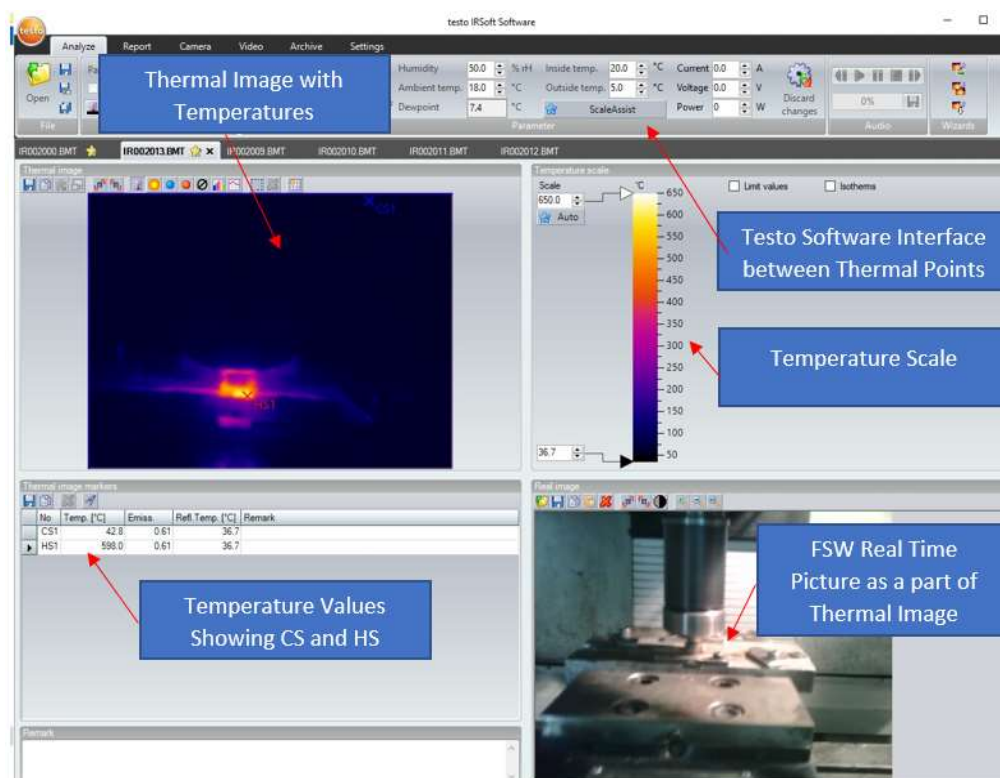 testo IRSoft Software
testo
Analyze Report Camera Video Archive Settings
Open
File
Humidity 50.0 % rH Inside temp. 20.0 °C Current 0.0 A
Ambient temp. 18.0 °C Outside temp. 5.0 °C Voltage 0.0 V
Dewpoint 7.4 °C ScaleAssist Power 0 W
Discard
changes
0%
Parameter
Audio
Wizards
Thermal Image with
Temperatures
IR002000.BMT IR002013.BMT IR002009.BMT IR002010.BMT IR002011.BMT IR002012.BMT
Thermal image
CS1
HS1
Temperature scale
Scale
650.0
Auto
36.7
°C
650
600
550
500
450
400
350
300
250
200
150
100
50
Limit values Isotherms
Testo Software Interface
between Thermal Points
Temperature Scale
Thermal image markers
No Temp. [°C] Emiss. Refl.Temp. [°C] Remark
CS1 42.8 0.61 36.7
HS1 598.0 0.61 36.7
Temperature Values
Showing CS and HS
Real image
FSW Real Time
Picture as a part of
Thermal Image
Remark